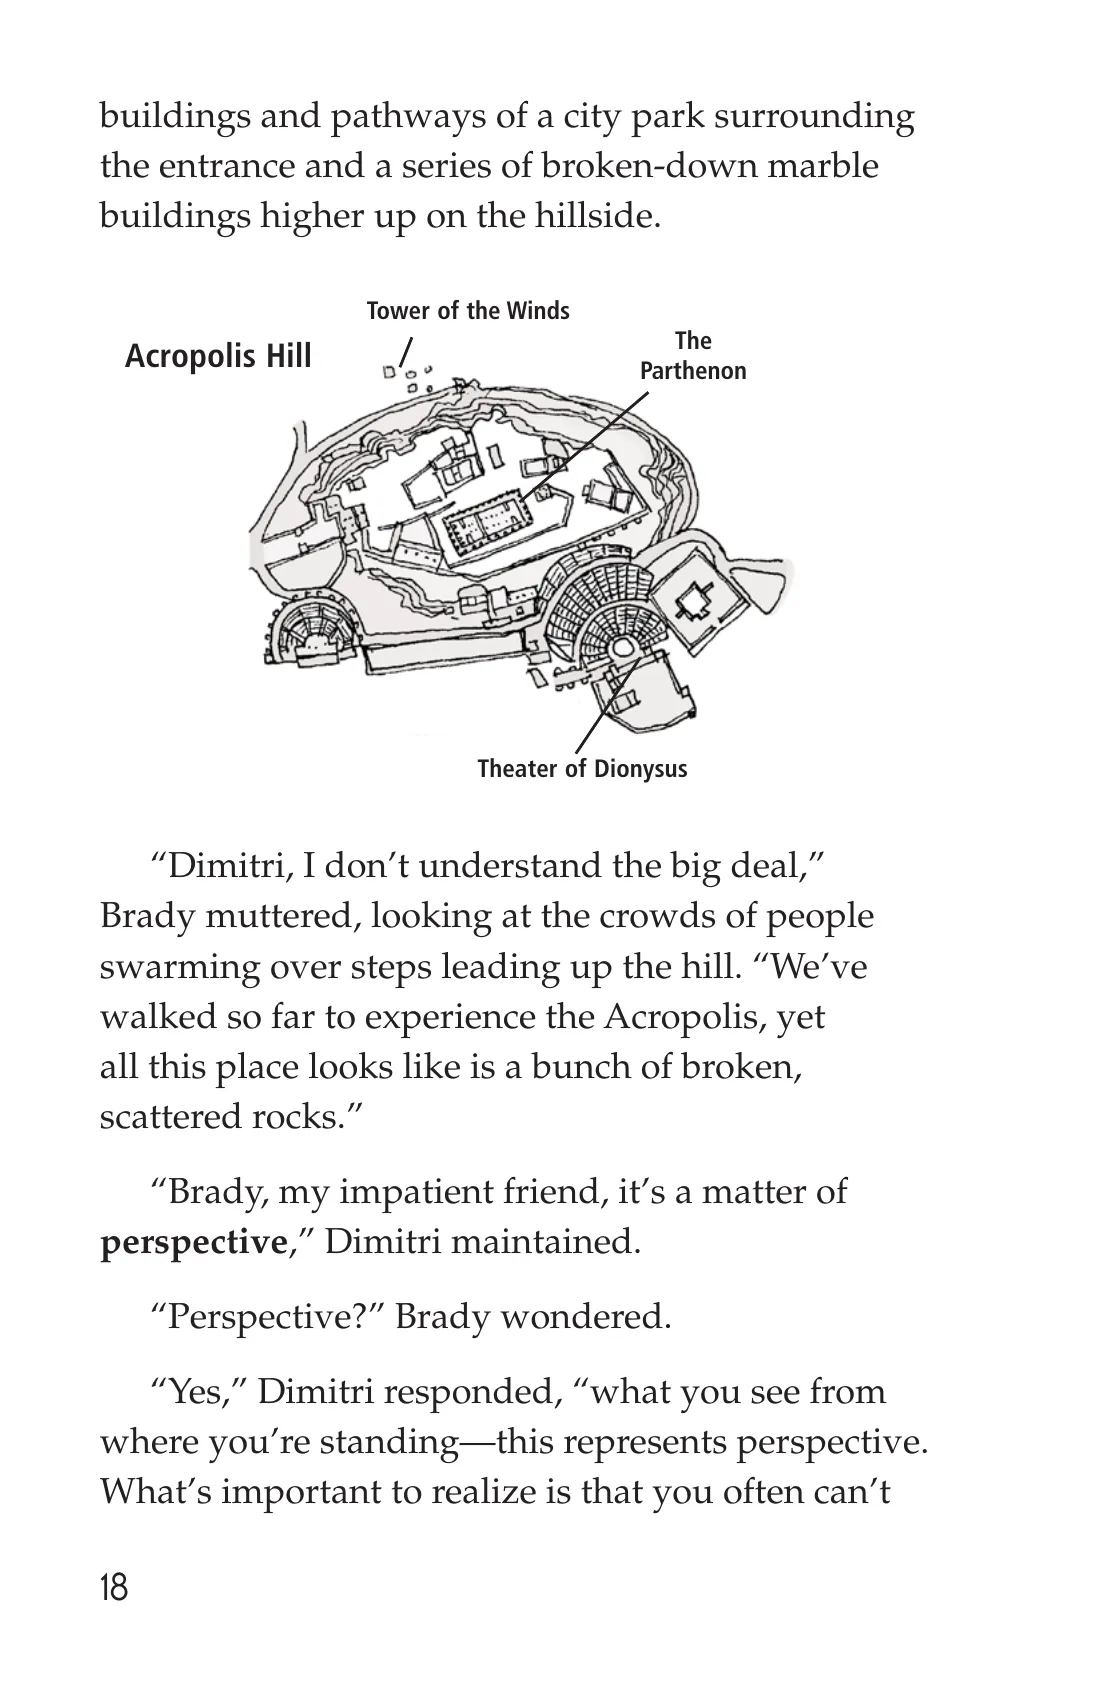 buildings and pathways of a city park surrounding
the entrance and a series of broken-down marble
buildings higher up on the hillside.
Tower of the Winds
Acropolis Hill
The
Parthenon
Theater of Dionysus
“Dimitri, I don’t understand the big deal,”
Brady muttered, looking at the crowds of people
swarming over steps leading up the hill. “We’ve
walked so far to experience the Acropolis, yet
all this place looks like is a bunch of broken,
scattered rocks.”
“Brady, my impatient friend, it’s a matter of
perspective,” Dimitri maintained.
“Perspective?” Brady wondered.
“Yes,” Dimitri responded, “what you see from
where you’re standing—this represents perspective.
What’s important to realize is that you often can’t
18